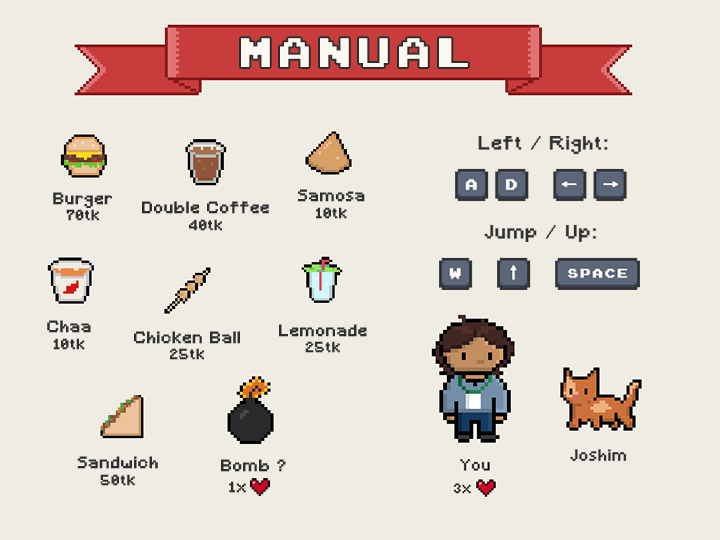 MANUAL
Burger
70tk
Double Coffee
40tk
Samosa
10tk
Chaa
10tk
Chicken Ball
25tk
Lemonade
25tk
Sandwich
50tk
Bomb ?
1x
Left / Right:
A D ← →
Jump / Up:
W ↑ SPACE
You
3x
Joshim